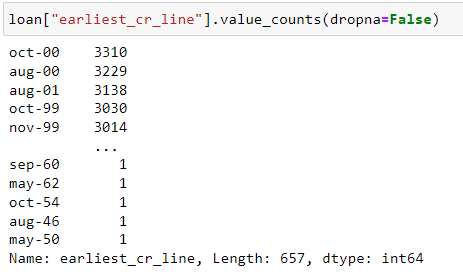 loan["earliest_cr_line"].value_counts(dropna=False)
oct-00 3310
aug-00 3229
aug-01 3138
oct-99 3030
nov-99 3014
...
sep-60 1
may-62 1
oct-54 1
aug-46 1
may-50 1
Name: earliest_cr_line, Length: 657, dtype: int64